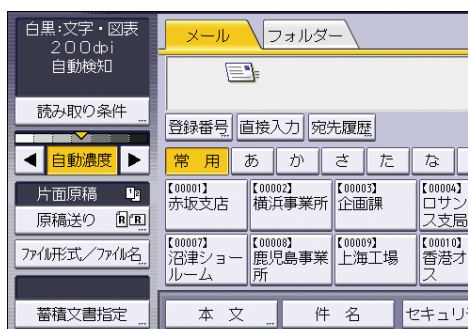 白黒:文字・図表
200dpi
自動検知
読み取り条件
自動濃度
片面原稿
原稿送り
ファイル形式/ファイル名
蓄積文書指定
メール
フォルダー
登録番号
直接入力
宛先履歴
常用
あ
か
さ
た
な
【00001】
赤坂支店
【00002】
横浜事業所
【00003】
企画課
【00004】
ロサン
ス支局
【00007】
沼津ショー
ルーム
【00008】
鹿児島事業
所
【00009】
上海工場
【00010】
香港オ
ス
本文
件名
セキュリ